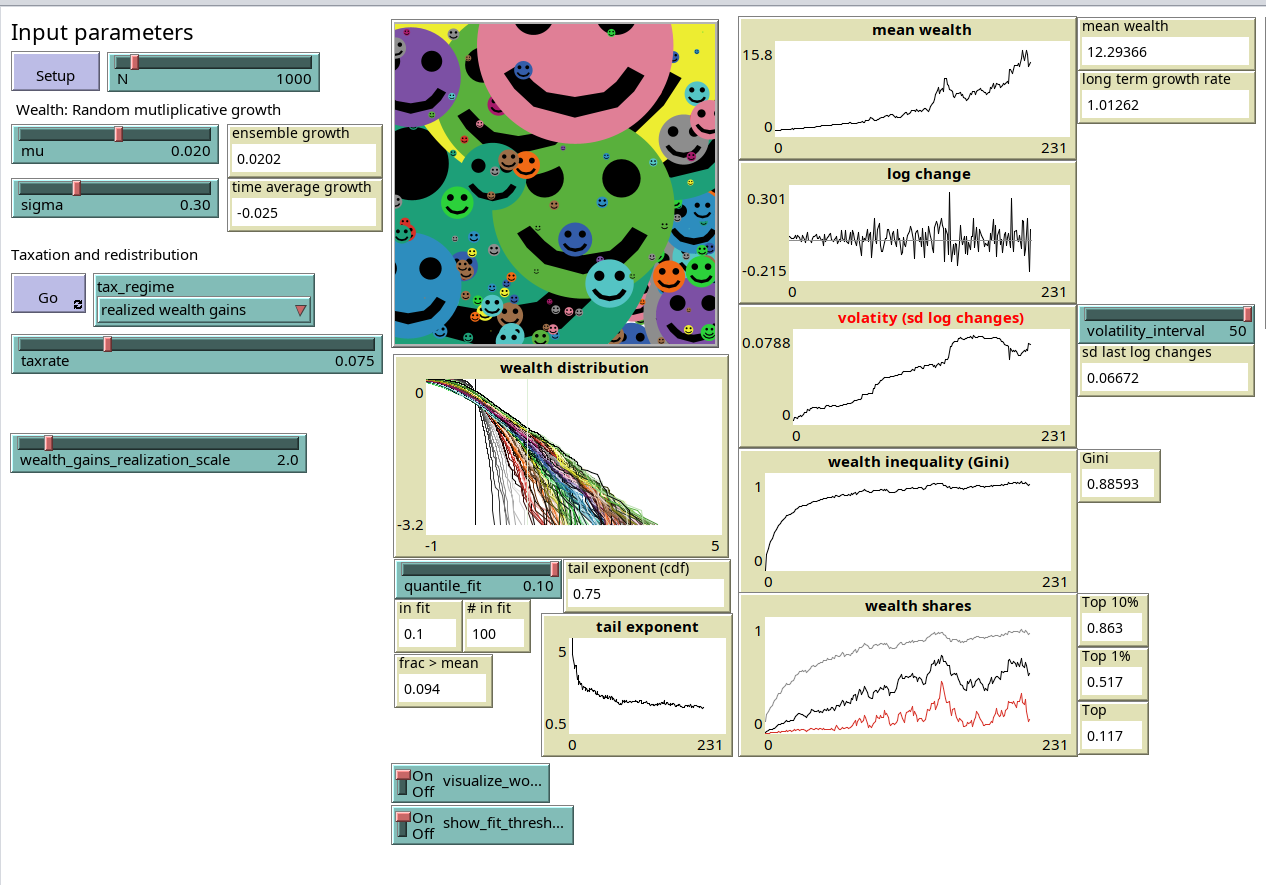 Input parameters
Setup
N 1000
Wealth: Random mutliplicative growth
mu 0.020
ensemble growth
0.0202
sigma 0.30
time average growth
-0.025
Taxation and redistribution
Go
tax_regime
realized wealth gains
taxrate 0.075
wealth_gains_realization_scale 2.0
wealth distribution
0
-3.2
-1 5
quantile_fit 0.10
tail exponent (cdf)
0.75
in fit
0.1
# in fit
100
frac > mean
0.094
tail exponent
5
0.5
0 231
On
Off
visualize_wo...
On
Off
show_fit_thresh...
mean wealth
15.8
0
0 231
mean wealth
12.29366
long term growth rate
1.01262
log change
0.301
-0.215
0 231
volatity (sd log changes)
0.0788
0
0 231
volatility_interval 50
sd last log changes
0.06672
wealth inequality (Gini)
1
0
0 231
Gini
0.88593
wealth shares
1
0
0 231
Top 10%
0.863
Top 1%
0.517
Top
0.117